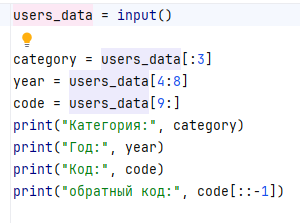 users_data = input()
category = users_data[:3]
year = users_data[4:8]
code = users_data[9:]
print("Категория:", category)
print("Год:", year)
print("Код:", code)
print("обратный код:", code[::-1])